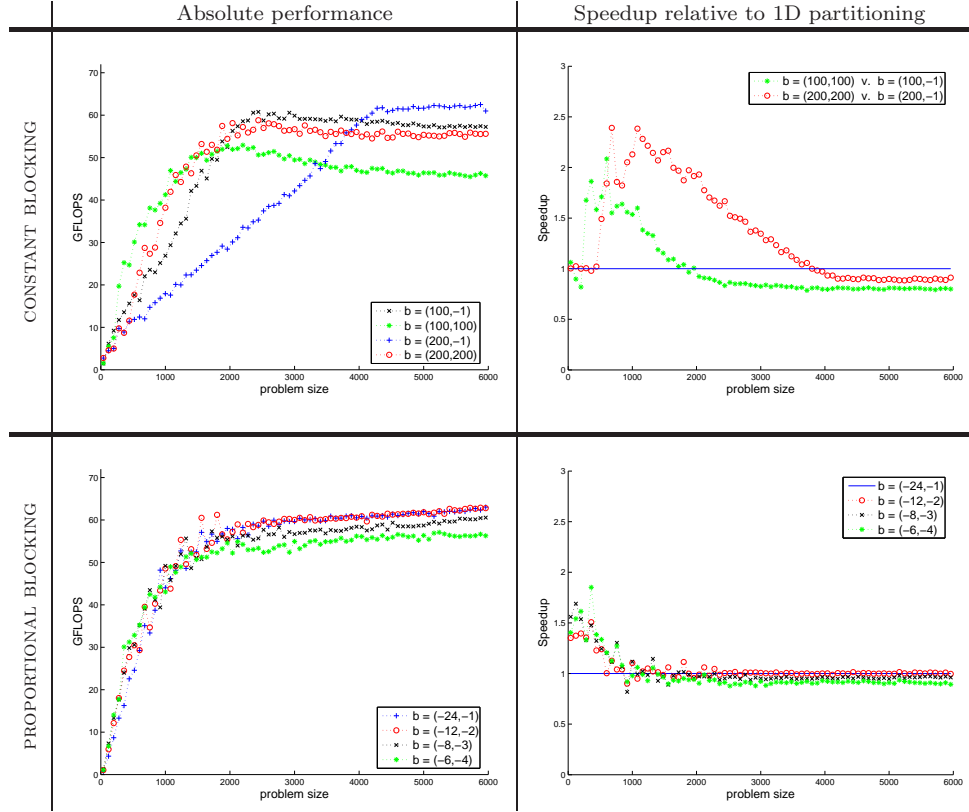 Absolute performance
Speedup relative to 1D partitioning
CONSTANT BLOCKING
GFLOPS
70
60
50
40
30
20
10
0
0 1000 2000 3000 4000 5000 6000
problem size
b = (100,−1)
b = (100,100)
b = (200,−1)
b = (200,200)
Speedup
3
2.5
2
1.5
1
0.5
0
0 1000 2000 3000 4000 5000 6000
problem size
b = (100,100) v. b = (100,−1)
b = (200,200) v. b = (200,−1)
PROPORTIONAL BLOCKING
GFLOPS
70
60
50
40
30
20
10
0
0 1000 2000 3000 4000 5000 6000
problem size
b = (−24,−1)
b = (−12,−2)
b = (−8,−3)
b = (−6,−4)
Speedup
3
2.5
2
1.5
1
0.5
0
0 1000 2000 3000 4000 5000 6000
problem size
b = (−24,−1)
b = (−12,−2)
b = (−8,−3)
b = (−6,−4)